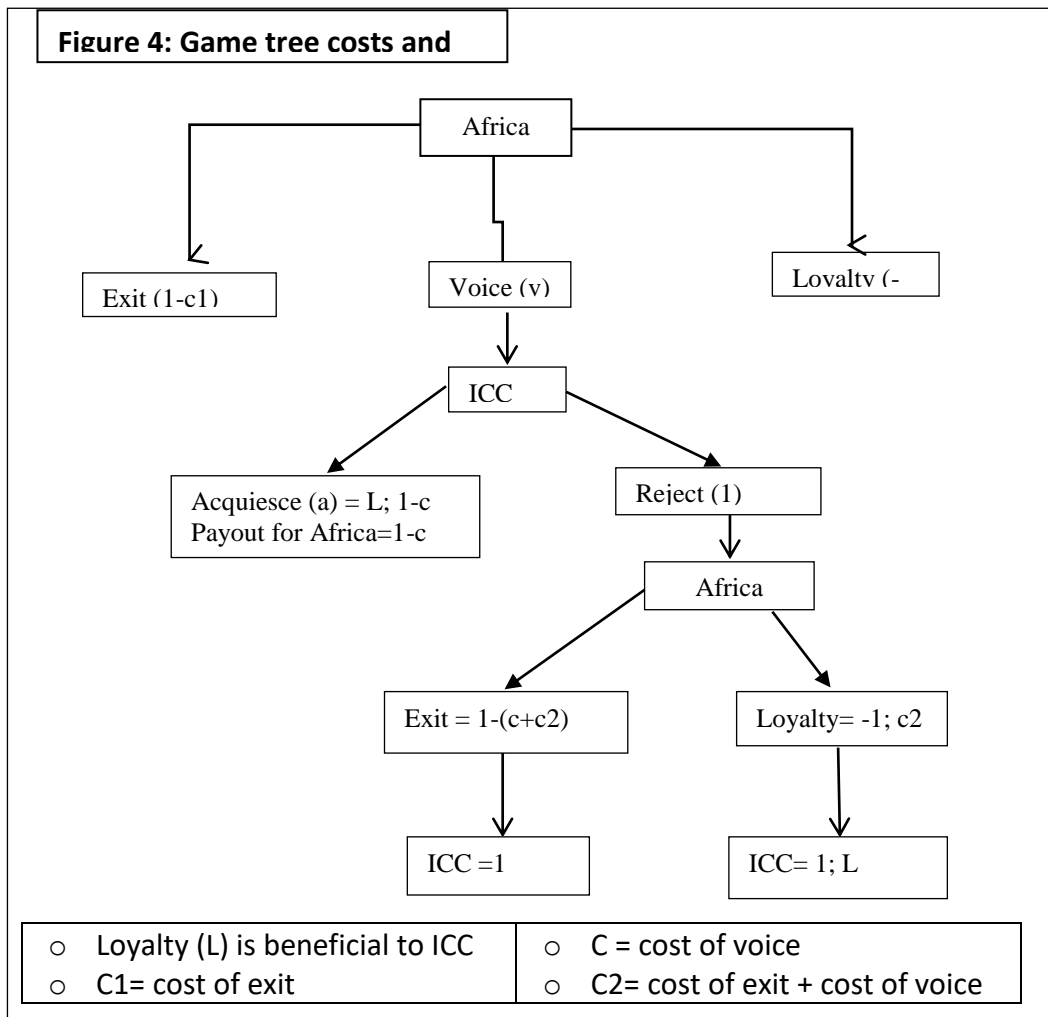 Figure 4: Game tree costs and
Africa
Exit (1-c1)
Voice (v)
Loyalty (-
ICC
Acquiesce (a) = L; 1-c
Payout for Africa=1-c
Reject (1)
Africa
Exit = 1-(c+c2)
Loyalty= -1; c2
ICC =1
ICC= 1; L
○ Loyalty (L) is beneficial to ICC
○ C1= cost of exit
○ C = cost of voice
○ C2= cost of exit + cost of voice